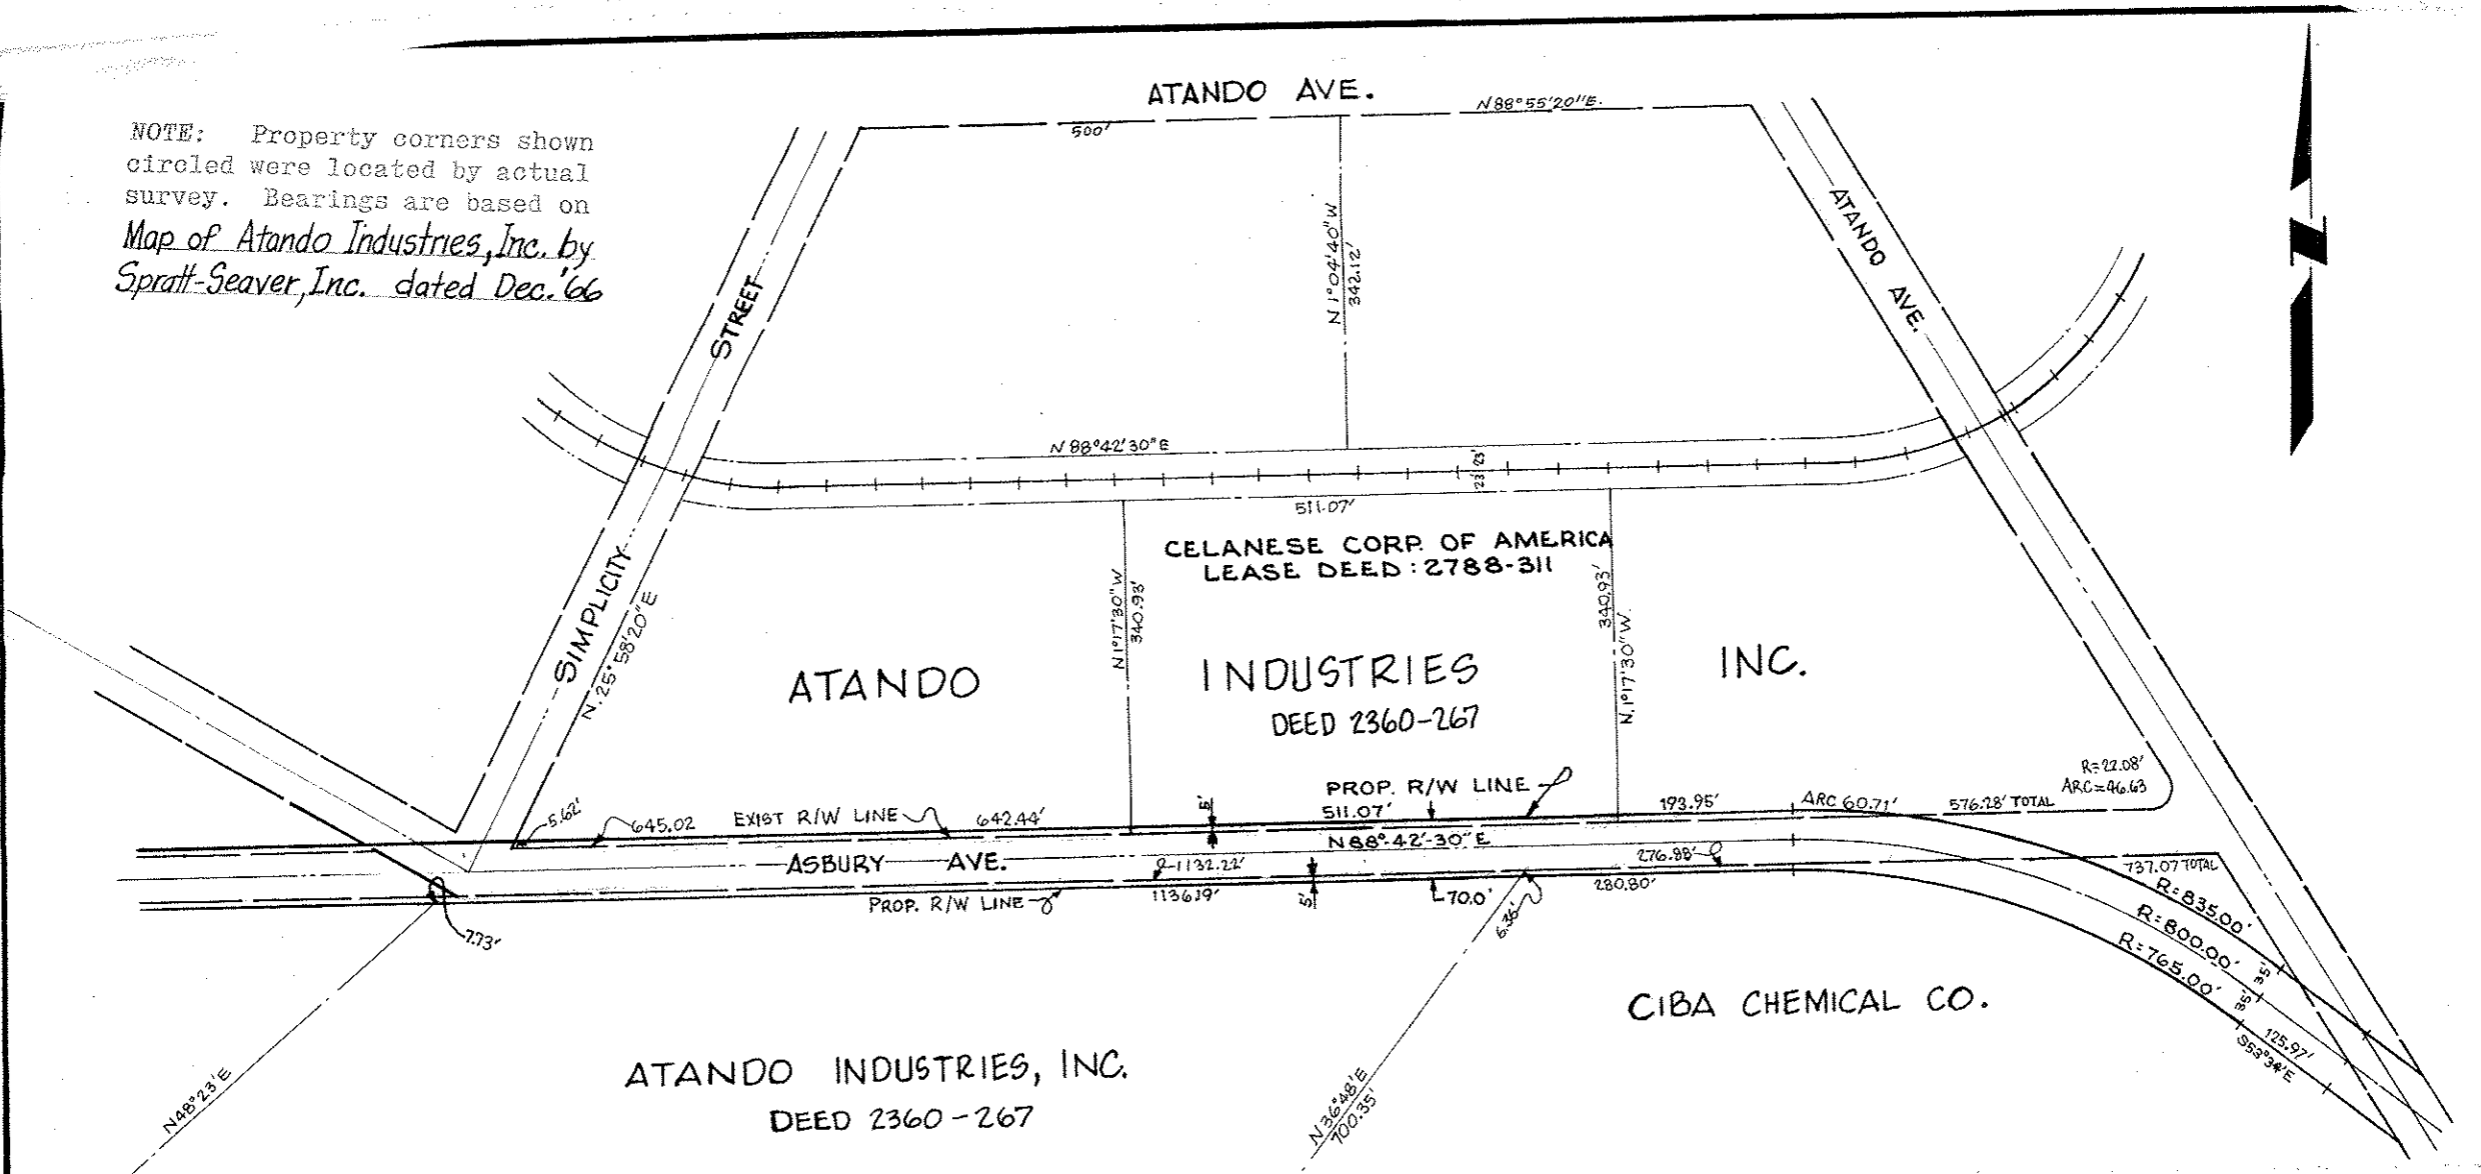 ATANDO AVE.
N88°55'20"E.
500'
NOTE: Property corners shown
circled were located by actual
survey. Bearings are based on
Map of Atando Industries, Inc. by
Spratt-Seaver, Inc. dated Dec. '66
N 1°04'40"W
342.12'
ATANDO AVE.
SIMPLICITY STREET
N. 25°58'20"E
N 88°42'30"E
23' 23'
511.07'
CELANESE CORP. OF AMERICA
LEASE DEED : 2788-311
N1°17'30"W
340.93'
340.93'
N.1°17'30"W.
ATANDO INDUSTRIES INC.
DEED 2360-267
R=22.08'
ARC=46.63
PROP. R/W LINE
5.62'
645.02
EXIST R/W LINE
642.44'
5'
511.07'
193.95'
ARC 60.71'
576.28' TOTAL
N88°-42'-30"E
ASBURY AVE.
1132.22'
276.88'
737.07 TOTAL
PROP. R/W LINE
1136.19'
5'
70.0'
280.80'
7.73'
6.36'
R=835.00'
R=800.00'
R=765.00'
35' 35'
125.97'
S53°34'E
CIBA CHEMICAL CO.
ATANDO INDUSTRIES, INC.
DEED 2360-267
N48°23'E
N36°48'E
700.35'